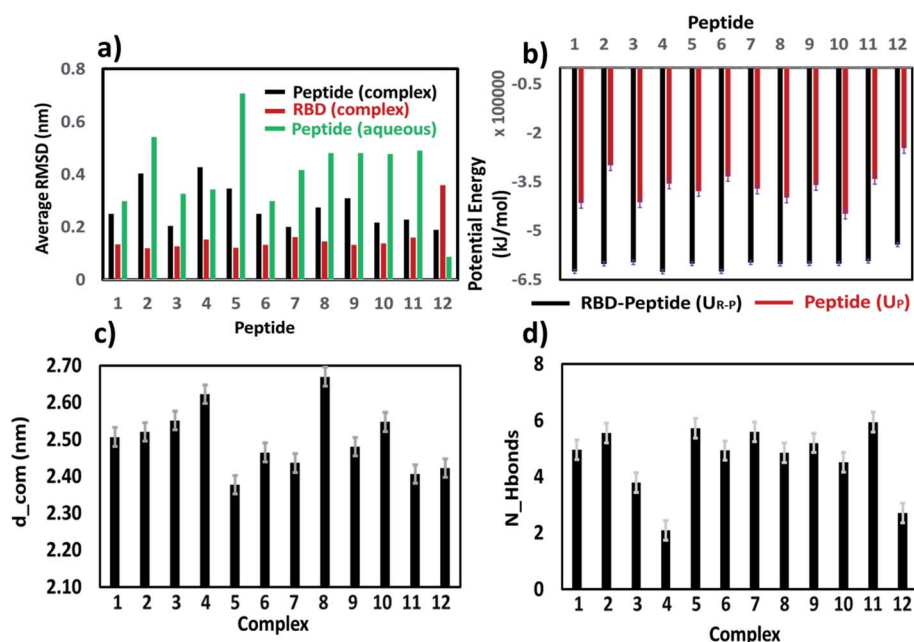 a)
Average RMSD (nm)
0.8
0.6
0.4
0.2
0
Peptide (complex)
RBD (complex)
Peptide (aqueous)
1 2 3 4 5 6 7 8 9 10 11 12
Peptide
b)
Peptide
1 2 3 4 5 6 7 8 9 10 11 12
Potential Energy
(kJ/mol)
x 100000
-0.5
-2
-3.5
-5
-6.5
RBD-Peptide (UR-P)
Peptide (UP)
c)
d_com (nm)
2.70
2.60
2.50
2.40
2.30
2.20
2.10
1 2 3 4 5 6 7 8 9 10 11 12
Complex
d)
N_Hbonds
8
6
4
2
0
1 2 3 4 5 6 7 8 9 10 11 12
Complex